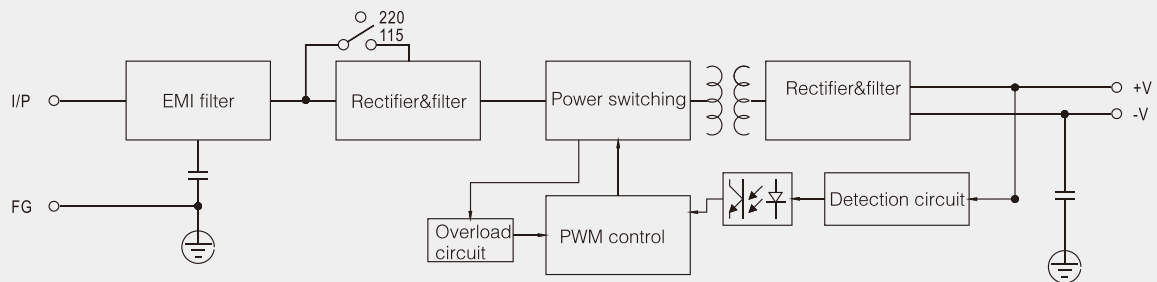 220
115
I/P
EMI filter
Rectifier&filter
Power switching
Rectifier&filter
+V
-V
FG
Overload
circuit
PWM control
Detection circuit